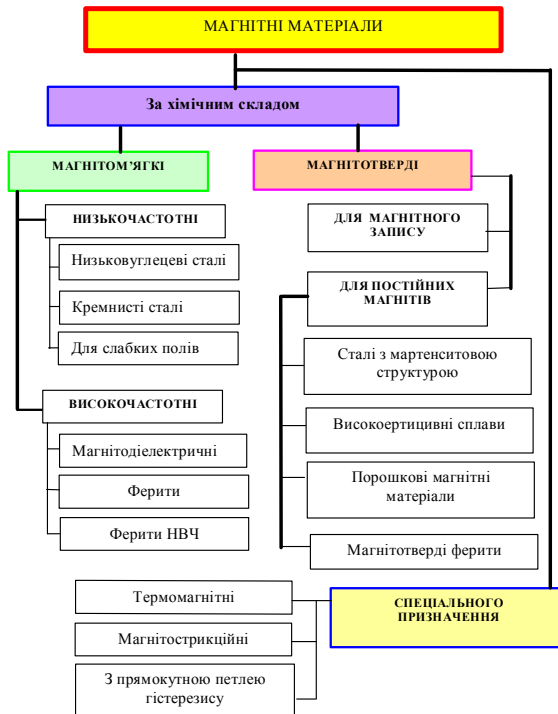 МАГНІТНІ МАТЕРІАЛИ
За хімічним складом
МАГНІТОМ'ЯГКІ
НИЗЬКОЧАСТОТНІ
Низьковуглецеві сталі
Кремнисті сталі
Для слабких полів
ВИСОКОЧАСТОТНІ
Магнітодіелектричні
Ферити
Ферити НВЧ
МАГНІТОТВЕРДІ
ДЛЯ МАГНІТНОГО
ЗАПИСУ
ДЛЯ ПОСТІЙНИХ
МАГНІТІВ
Сталі з мартенситовою
структурою
Високоертицивні сплави
Порошкові магнітні
матеріали
Магнітотверді ферити
СПЕЦІАЛЬНОГО
ПРИЗНАЧЕННЯ
Термомагнітні
Магнітострикційні
З прямокутною петлею
гістерезису